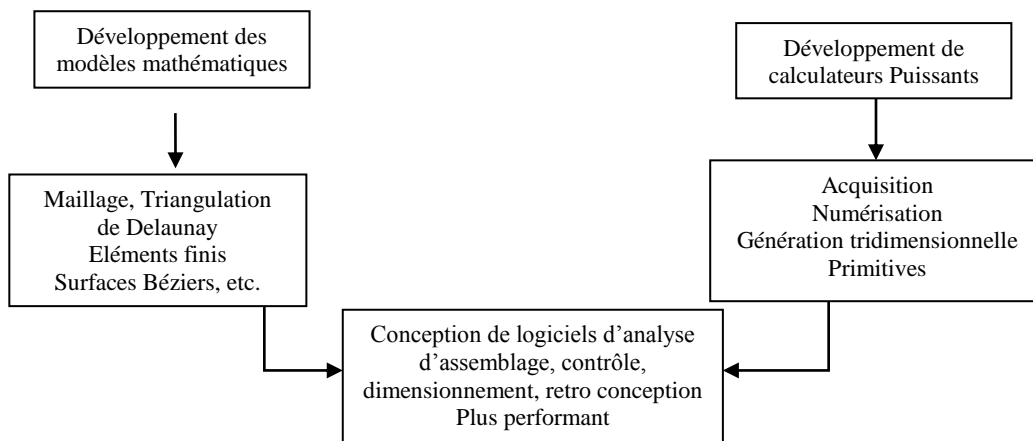 Développement des
modèles mathématiques
Développement de
calculateurs Puissants
Maillage, Triangulation
de Delaunay
Eléments finis
Surfaces Béziers, etc.
Acquisition
Numérisation
Génération tridimensionnelle
Primitives
Conception de logiciels d’analyse
d’assemblage, contrôle,
dimensionnement, retro conception
Plus performant